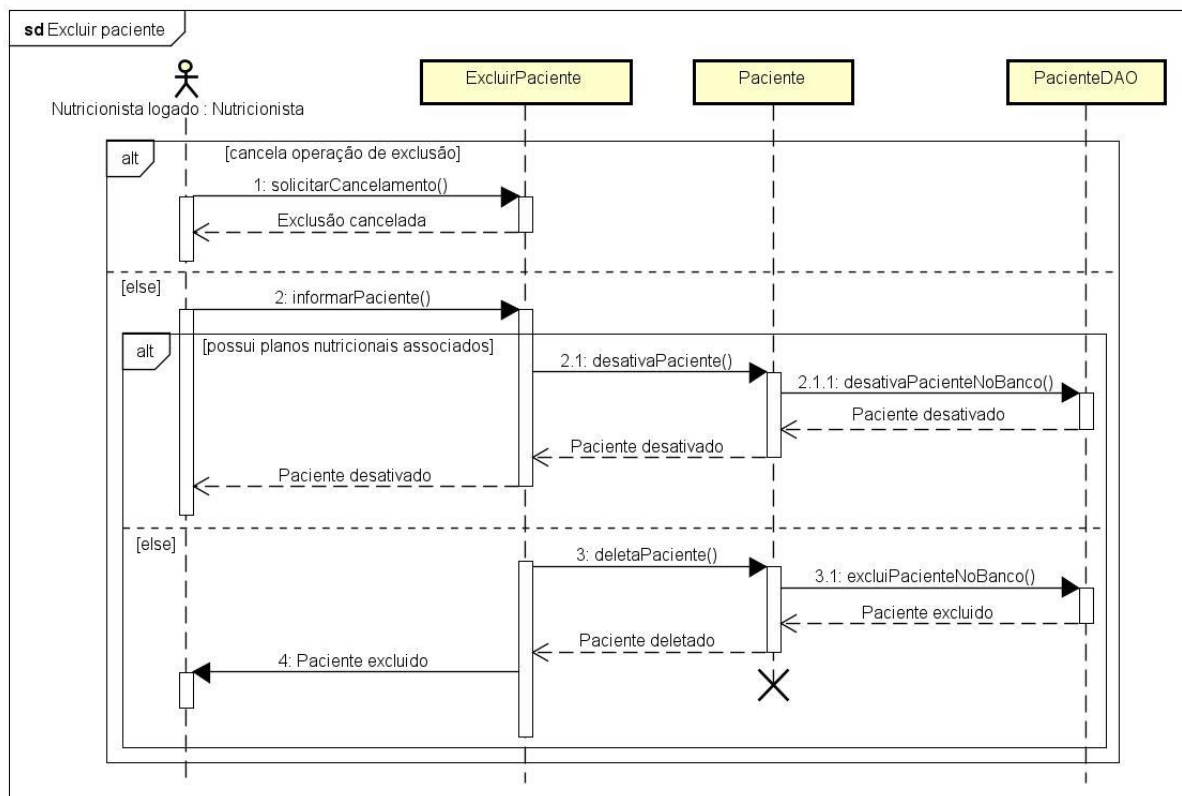 sd Excluir paciente
Nutricionista logado : Nutricionista
ExcluirPaciente
Paciente
PacienteDAO
alt
[cancela operação de exclusão]
1: solicitarCancelamento()
Exclusão cancelada
[else]
2: informarPaciente()
alt
[possui planos nutricionais associados]
2.1: desativaPaciente()
2.1.1: desativaPacienteNoBanco()
Paciente desativado
Paciente desativado
Paciente desativado
[else]
3: deletaPaciente()
3.1: excluiPacienteNoBanco()
Paciente excluido
Paciente deletado
4: Paciente excluido